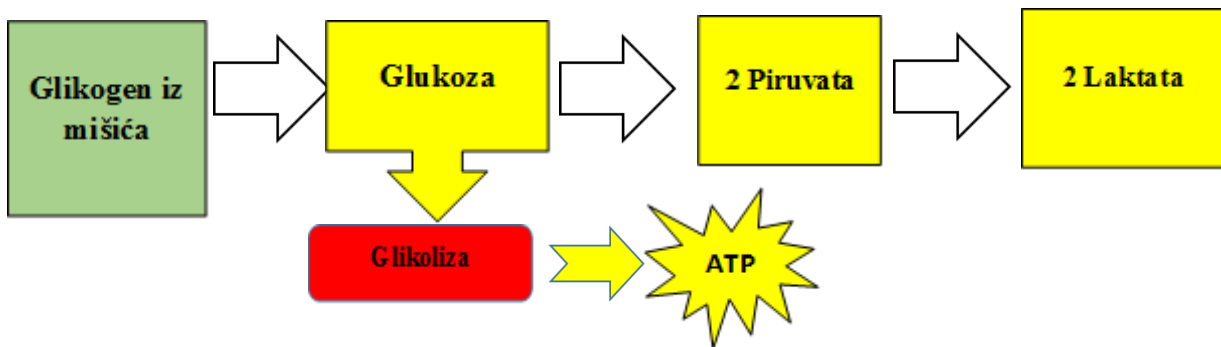 Glikogen iz
mišića
Glukoza
2 Piruvata
2 Laktata
Glikoliza
ATP